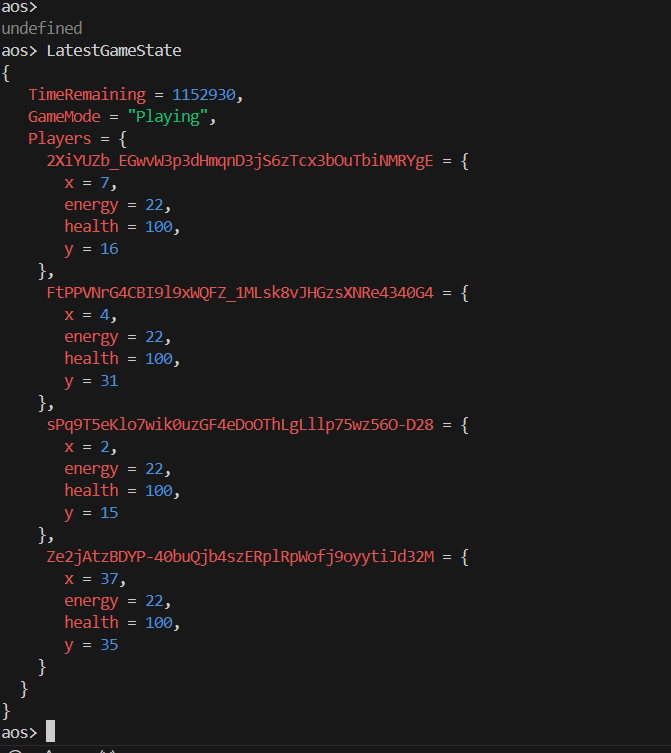 aos>
undefined
aos> LatestGameState
{
   TimeRemaining = 1152930,
   GameMode = "Playing",
   Players = {
     2XiYUZb_EGwvW3p3dHmqnD3jS6zTcx3bOuTbiNMRYgE = {
       x = 7,
       energy = 22,
       health = 100,
       y = 16
    },
     FtPPVNrG4CBI9l9xWQFZ_1MLsk8vJHGzsXNRe4340G4 = {
       x = 4,
       energy = 22,
       health = 100,
       y = 31
    },
     sPq9T5eKlo7wik0uzGF4eDoOThLgLllp75wz56O-D28 = {
       x = 2,
       energy = 22,
       health = 100,
       y = 15
    },
     Ze2jAtzBDYP-40buQjb4szERplRpWofj9oyytiJd32M = {
       x = 37,
       energy = 22,
       health = 100,
       y = 35
    }
  }
}
aos>